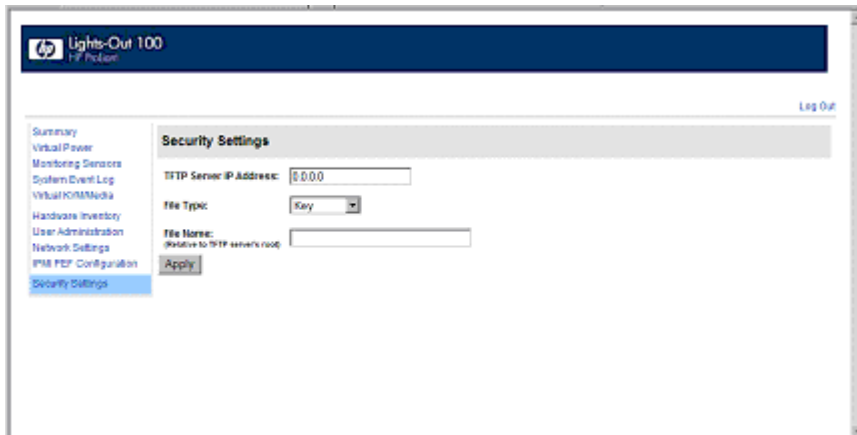 hp Lights-Out 100
HP ProLiant
Log Out
Summary
Virtual Power
Monitoring Sensors
System Event Log
Virtual KVM/Media
Hardware Inventory
User Administration
Network Settings
IPMI PEF Configuration
Security Settings
Security Settings
TFTP Server IP Address: 0.0.0.0
File Type: Key
File Name:
(Relative to TFTP server's root)
Apply